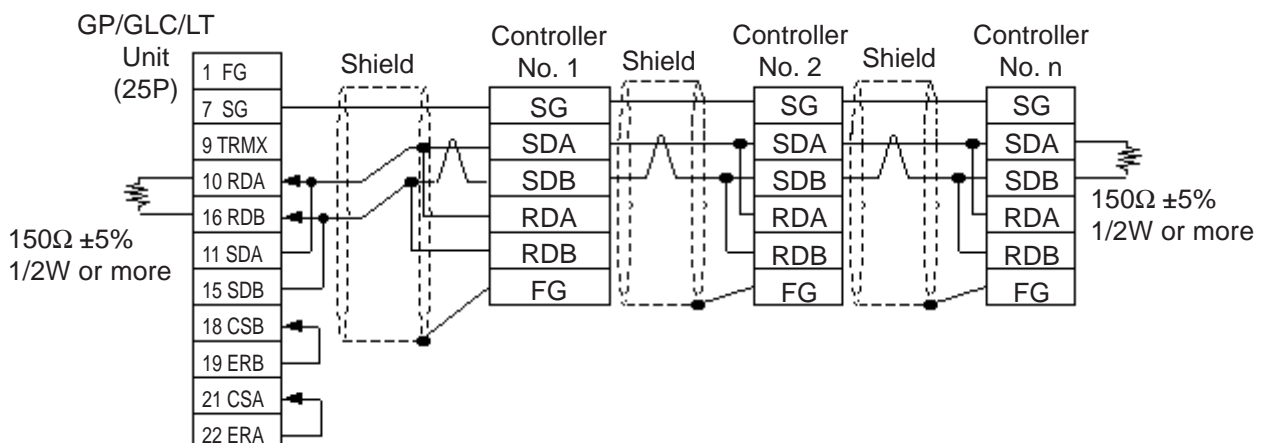 GP/GLC/LT
Unit
(25P)
1 FG
7 SG
9 TRMX
10 RDA
16 RDB
11 SDA
15 SDB
18 CSB
19 ERB
21 CSA
22 ERA
150Ω ±5%
1/2W or more
Shield
Controller
No. 1
SG
SDA
SDB
RDA
RDB
FG
Shield
Controller
No. 2
SG
SDA
SDB
RDA
RDB
FG
Shield
Controller
No. n
SG
SDA
SDB
RDA
RDB
FG
150Ω ±5%
1/2W or more